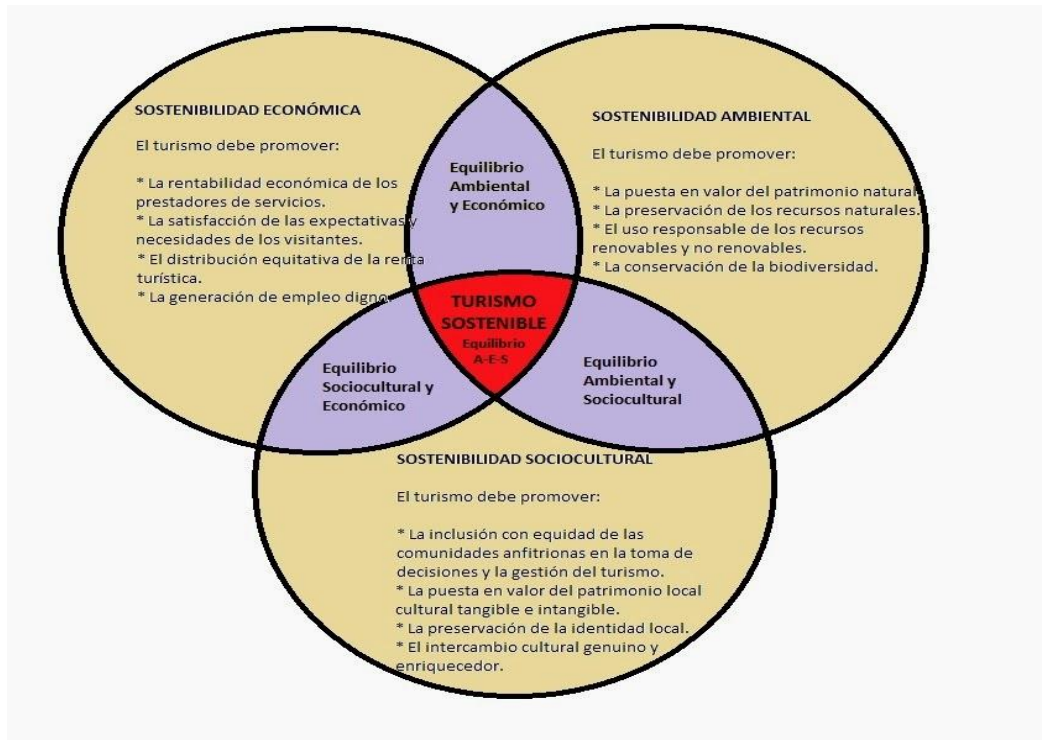 SOSTENIBILIDAD ECONÓMICA
El turismo debe promover:
* La rentabilidad económica de los
prestadores de servicios.
* La satisfacción de las expectativas y
necesidades de los visitantes.
* El distribución equitativa de la renta
turística.
* La generación de empleo digno
Equilibrio
Ambiental
y Económico
SOSTENIBILIDAD AMBIENTAL
El turismo debe promover:
* La puesta en valor del patrimonio natural.
* La preservación de los recursos naturales.
* El uso responsable de los recursos
renovables y no renovables.
* La conservación de la biodiversidad.
TURISMO
SOSTENIBLE
Equilibrio
A-E-S
Equilibrio
Sociocultural y
Económico
Equilibrio
Ambiental y
Sociocultural
SOSTENIBILIDAD SOCIOCULTURAL
El turismo debe promover:
* La inclusión con equidad de las
comunidades anfitrionas en la toma de
decisiones y la gestión del turismo.
* La puesta en valor del patrimonio local
cultural tangible e intangible.
* La preservación de la identidad local.
* El intercambio cultural genuino y
enriquecedor.